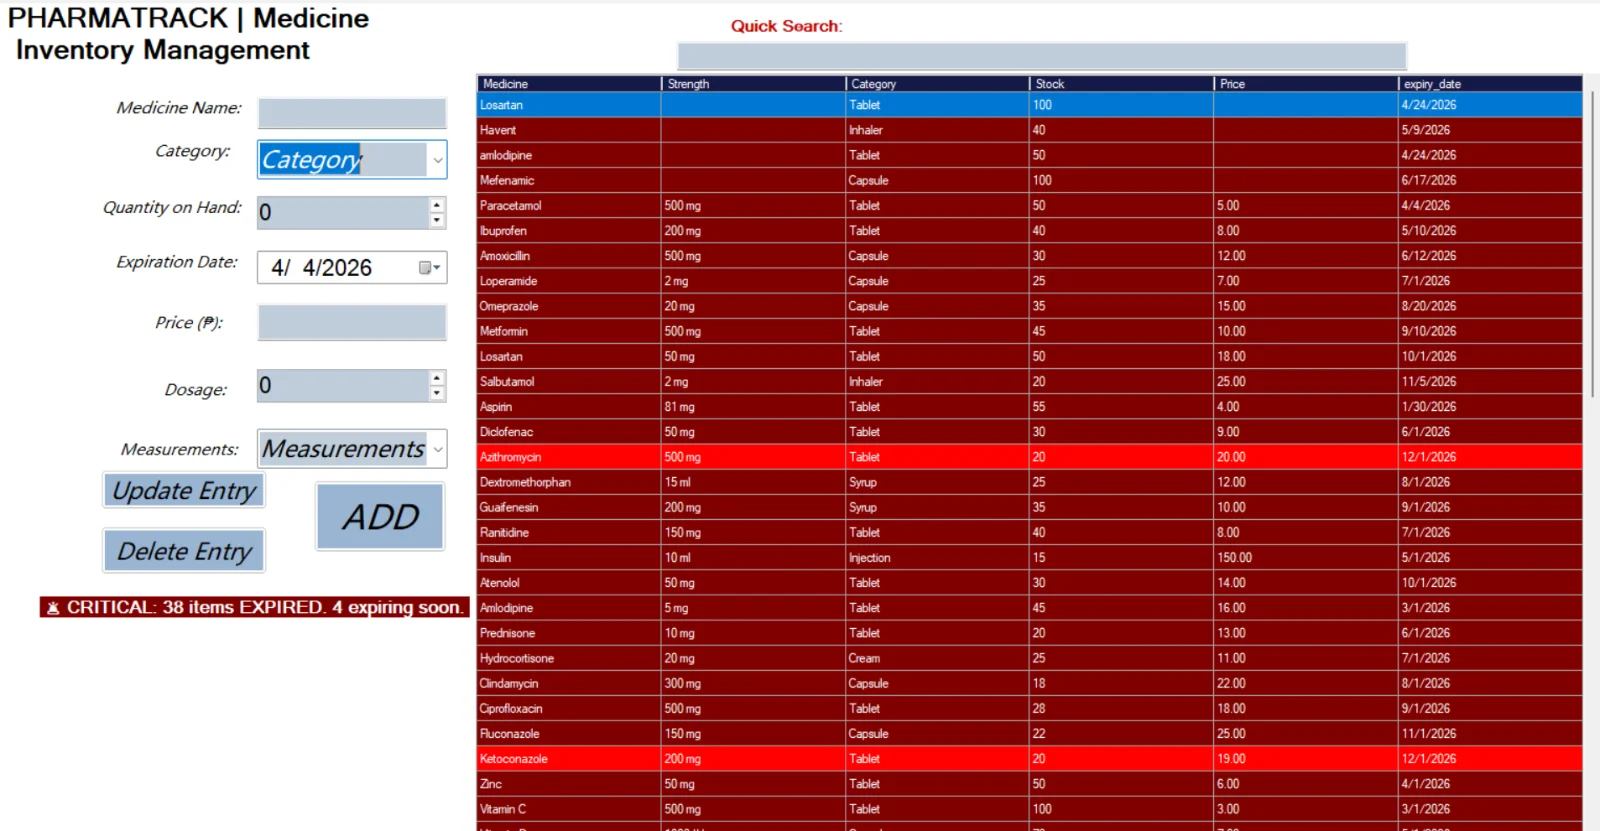 PHARMATRACK | Medicine
Inventory Management
Quick Search:
Medicine Name:
Category:
Category
Quantity on Hand:
0
Expiration Date:
4/ 4/2026
Price (₱):
Dosage:
0
Measurements:
Measurements
Update Entry
ADD
Delete Entry
CRITICAL: 38 items EXPIRED. 4 expiring soon.
Medicine Strength Category Stock Price expiry_date
Losartan Tablet 100 4/24/2026
Havent Inhaler 40 5/9/2026
amlodipine Tablet 50 4/24/2026
Mefenamic Capsule 100 6/17/2026
Paracetamol 500 mg Tablet 50 5.00 4/4/2026
Ibuprofen 200 mg Tablet 40 8.00 5/10/2026
Amoxicillin 500 mg Capsule 30 12.00 6/12/2026
Loperamide 2 mg Capsule 25 7.00 7/1/2026
Omeprazole 20 mg Capsule 35 15.00 8/20/2026
Metformin 500 mg Tablet 45 10.00 9/10/2026
Losartan 50 mg Tablet 50 18.00 10/1/2026
Salbutamol 2 mg Inhaler 20 25.00 11/5/2026
Aspirin 81 mg Tablet 55 4.00 1/30/2026
Diclofenac 50 mg Tablet 30 9.00 6/1/2026
Azithromycin 500 mg Tablet 20 20.00 12/1/2026
Dextromethorphan 15 ml Syrup 25 12.00 8/1/2026
Guaifenesin 200 mg Syrup 35 10.00 9/1/2026
Ranitidine 150 mg Tablet 40 8.00 7/1/2026
Insulin 10 ml Injection 15 150.00 5/1/2026
Atenolol 50 mg Tablet 30 14.00 10/1/2026
Amlodipine 5 mg Tablet 45 16.00 3/1/2026
Prednisone 10 mg Tablet 20 13.00 6/1/2026
Hydrocortisone 20 mg Cream 25 11.00 7/1/2026
Clindamycin 300 mg Capsule 18 22.00 8/1/2026
Ciprofloxacin 500 mg Tablet 28 18.00 9/1/2026
Fluconazole 150 mg Capsule 22 25.00 11/1/2026
Ketoconazole 200 mg Tablet 20 19.00 12/1/2026
Zinc 50 mg Tablet 50 6.00 4/1/2026
Vitamin C 500 mg Tablet 100 3.00 3/1/2026